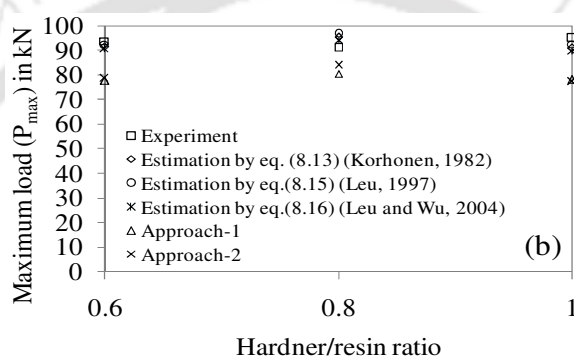 Maximum load (Pmax) in kN
100
90
80
70
60
50
40
30
20
10
0
Experiment
Estimation by eq. (8.13) (Korhonen, 1982)
Estimation by eq.(8.15) (Leu, 1997)
Estimation by eq.(8.16) (Leu and Wu, 2004)
Approach-1
Approach-2
(b)
0.6 0.8 1
Hardner/resin ratio